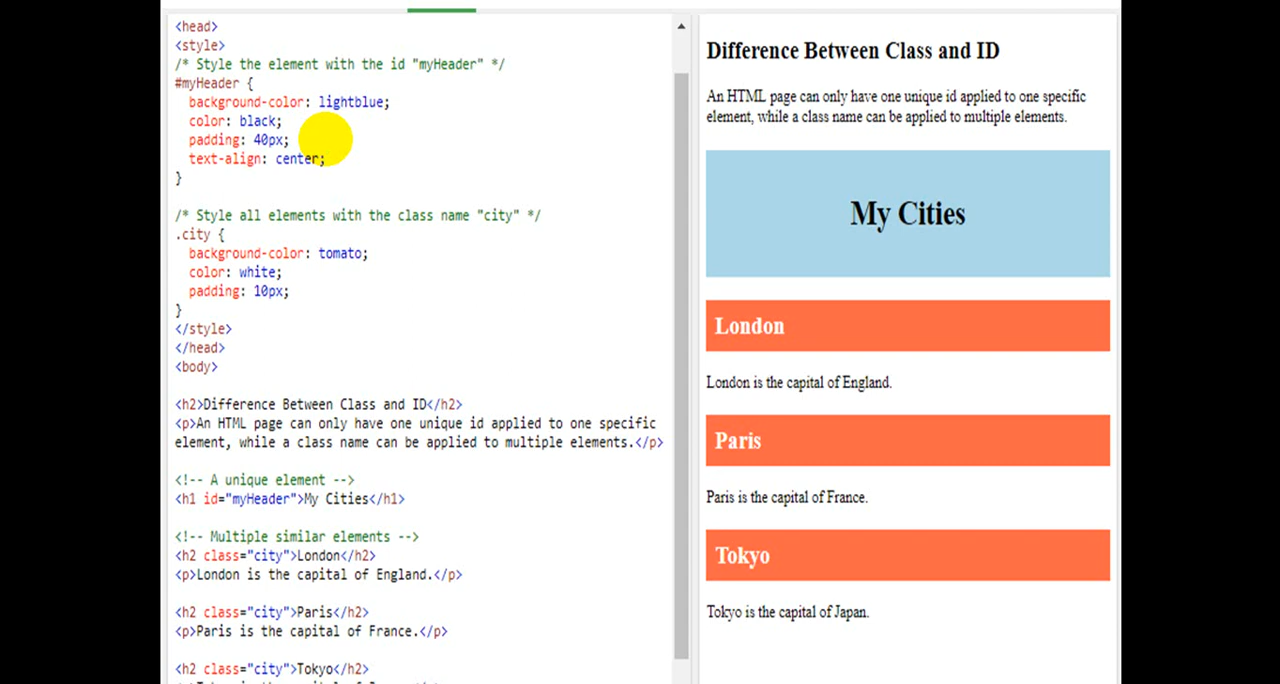 <head>
<style>
/* Style the element with the id "myHeader" */
#myHeader {
background-color: lightblue;
color: black;
padding: 40px;
text-align: center;
}
/* Style all elements with the class name "city" */
.city {
background-color: tomato;
color: white;
padding: 10px;
}
</style>
</head>
<body>
<h2>Difference Between Class and ID</h2>
<p>An HTML page can only have one unique id applied to one specific
element, while a class name can be applied to multiple elements.</p>
<!-- A unique element -->
<h1 id="myHeader">My Cities</h1>
<!-- Multiple similar elements -->
<h2 class="city">London</h2>
<p>London is the capital of England.</p>
<h2 class="city">Paris</h2>
<p>Paris is the capital of France.</p>
<h2 class="city">Tokyo</h2>
Difference Between Class and ID
An HTML page can only have one unique id applied to one specific
element, while a class name can be applied to multiple elements.
My Cities
London
London is the capital of England.
Paris
Paris is the capital of France.
Tokyo
Tokyo is the capital of Japan.